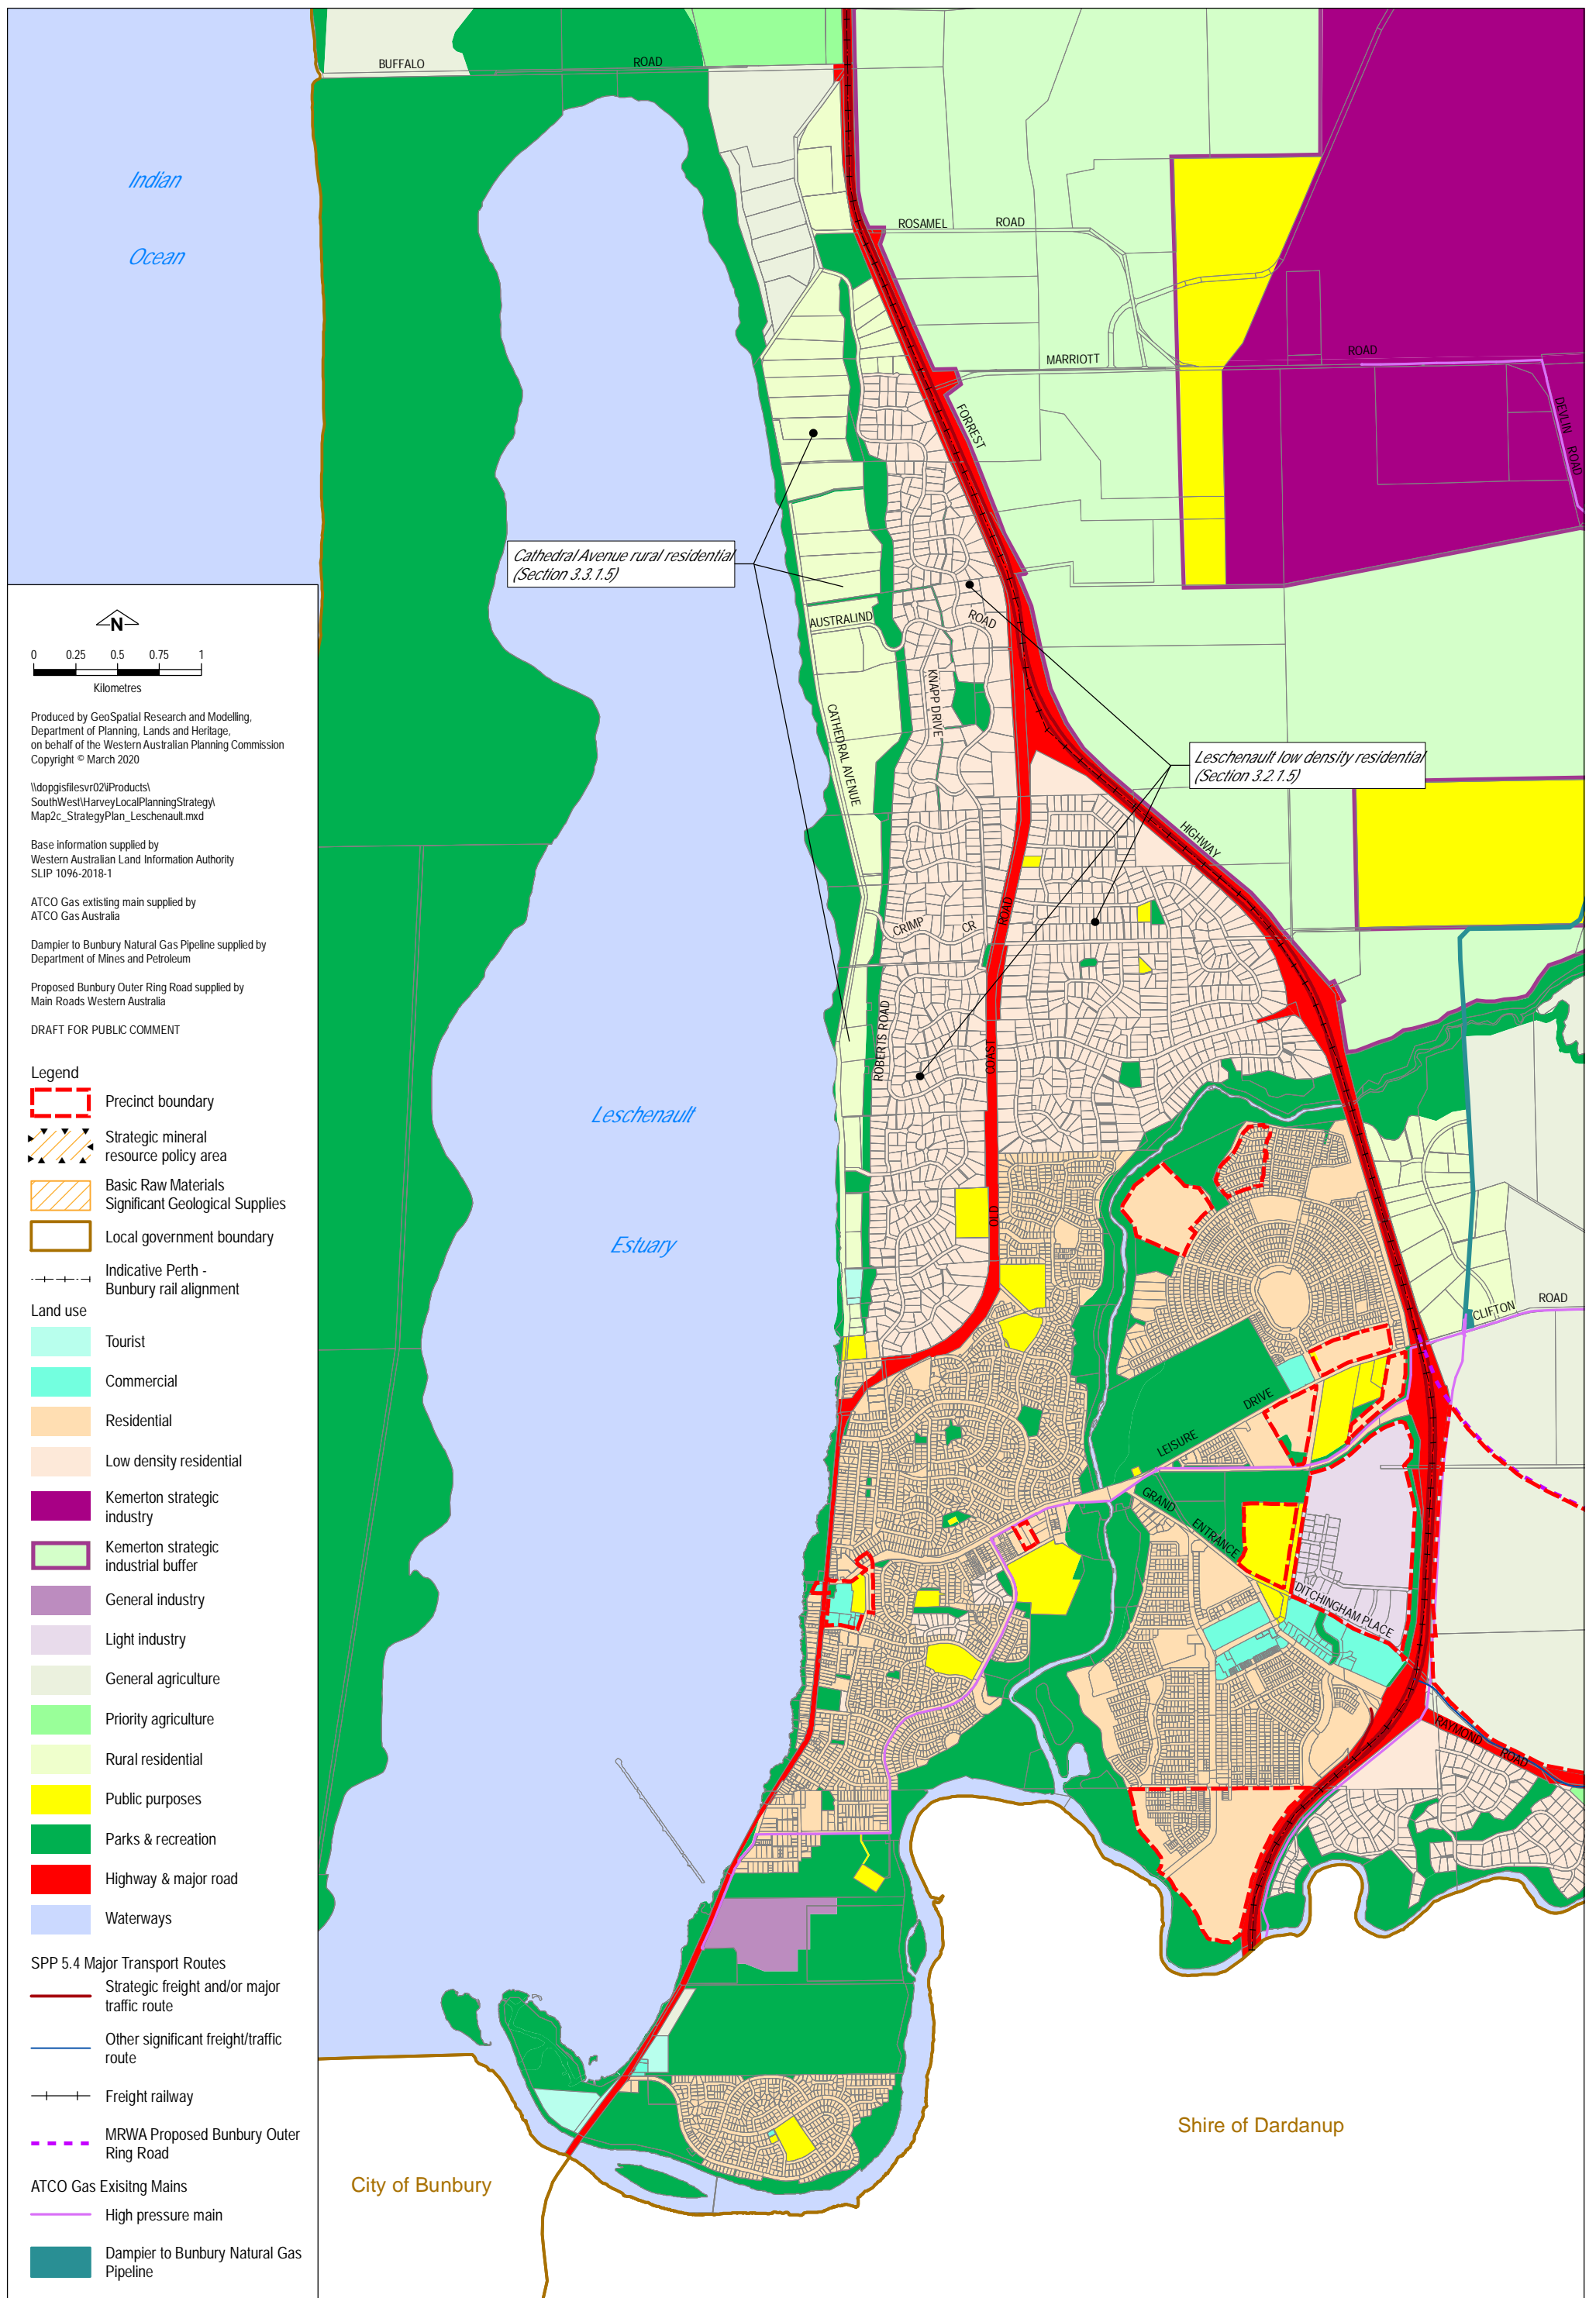 BUFFALO
ROAD
Indian
Ocean
ROSAMEL
ROAD
MARRIOTT
ROAD
FORREST
DEVLIN
ROAD
Cathedral Avenue rural residential
(Section 3.3.1.5)
AUSTRALIND
ROAD
KNAPP DRIVE
CATHEDRAL AVENUE
Leschenault low density residential
(Section 3.2.1.5)
HIGHWAY
CRIMP
CR
ROAD
ROBERTS ROAD
COAST
OLD
Leschenault
Estuary
CLIFTON
ROAD
LEISURE
DRIVE
GRAND
ENTRANCE
DITCHINGHAM PLACE
RAYMOND
ROAD
Shire of Dardanup
City of Bunbury
N
0 0.25 0.5 0.75 1
Kilometres
Produced by GeoSpatial Research and Modelling,
Department of Planning, Lands and Heritage,
on behalf of the Western Australian Planning Commission
Copyright © March 2020
\\dopgisfilesvr02\iProducts\
SouthWest\HarveyLocalPlanningStrategy\
Map2c_StrategyPlan_Leschenault.mxd
Base information supplied by
Western Australian Land Information Authority
SLIP 1096-2018-1
ATCO Gas extisting main supplied by
ATCO Gas Australia
Dampier to Bunbury Natural Gas Pipeline supplied by
Department of Mines and Petroleum
Proposed Bunbury Outer Ring Road supplied by
Main Roads Western Australia
DRAFT FOR PUBLIC COMMENT
Legend
Precinct boundary
Strategic mineral
resource policy area
Basic Raw Materials
Significant Geological Supplies
Local government boundary
Indicative Perth -
Bunbury rail alignment
Land use
Tourist
Commercial
Residential
Low density residential
Kemerton strategic
industry
Kemerton strategic
industrial buffer
General industry
Light industry
General agriculture
Priority agriculture
Rural residential
Public purposes
Parks & recreation
Highway & major road
Waterways
SPP 5.4 Major Transport Routes
Strategic freight and/or major
traffic route
Other significant freight/traffic
route
Freight railway
MRWA Proposed Bunbury Outer
Ring Road
ATCO Gas Exisitng Mains
High pressure main
Dampier to Bunbury Natural Gas
Pipeline